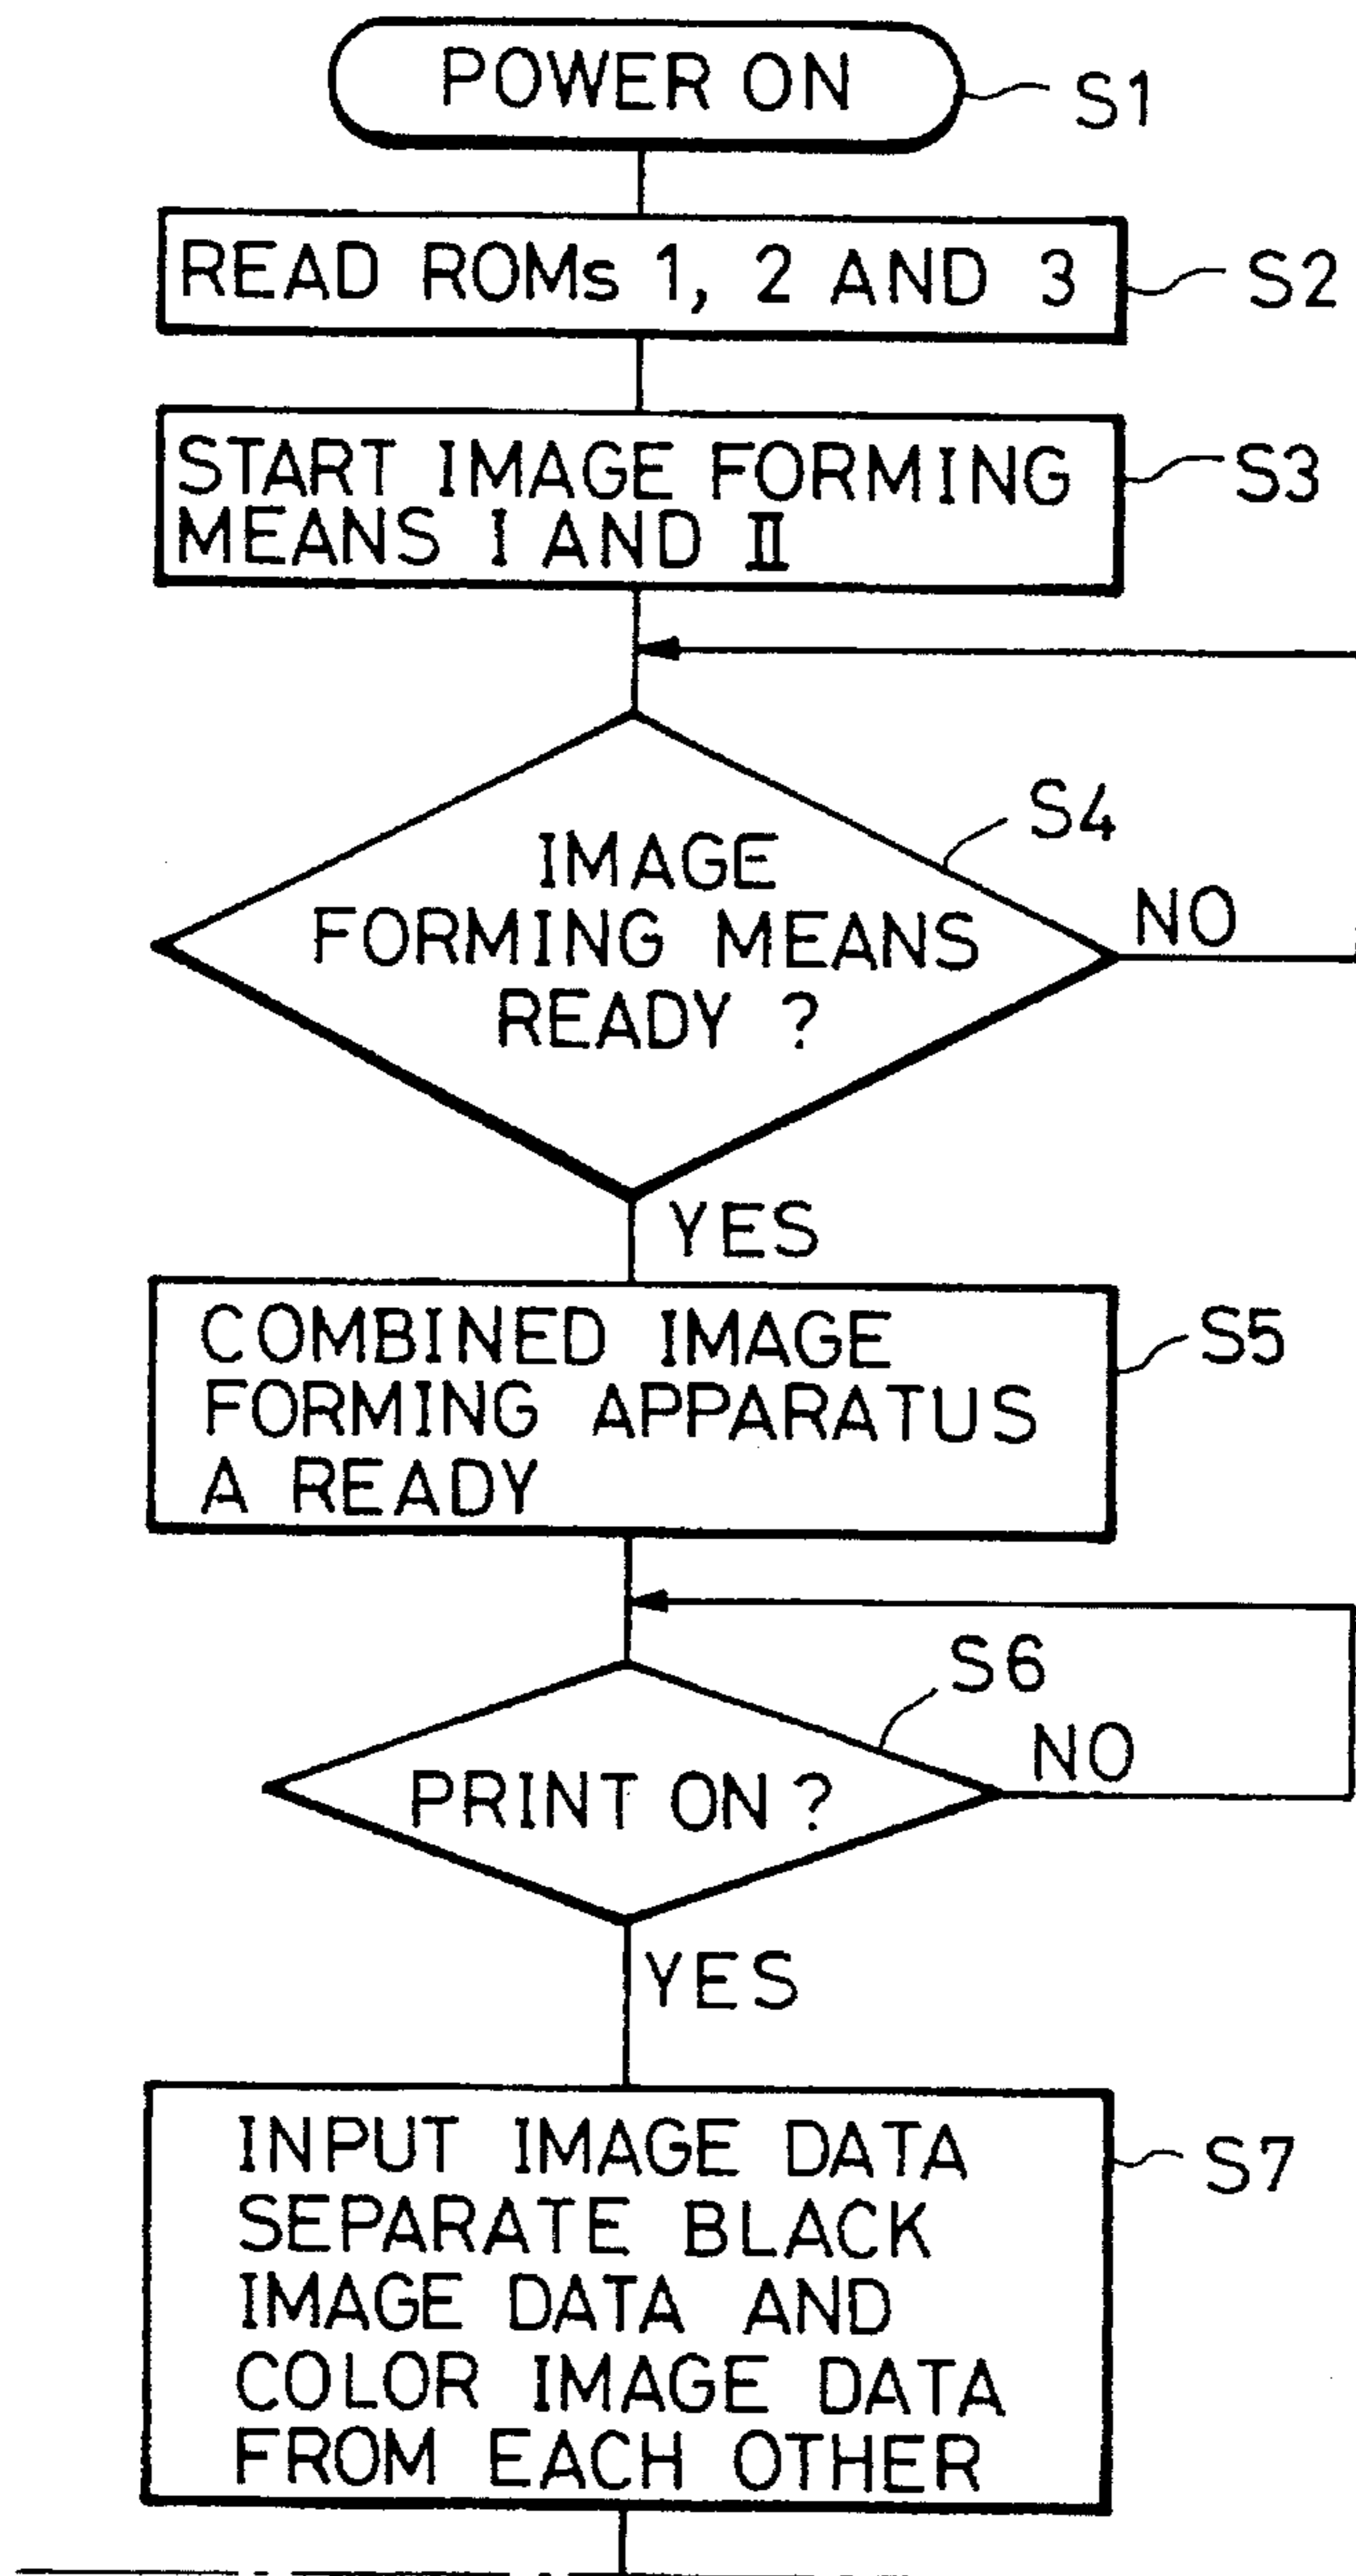 POWER ON
S1
READ ROMs 1, 2 AND 3
S2
START IMAGE FORMING
MEANS I AND II
S3
S4
IMAGE
FORMING MEANS
READY ?
NO
YES
COMBINED IMAGE
FORMING APPARATUS
A READY
S5
S6
PRINT ON ?
NO
YES
INPUT IMAGE DATA
SEPARATE BLACK
IMAGE DATA AND
COLOR IMAGE DATA
FROM EACH OTHER
S7